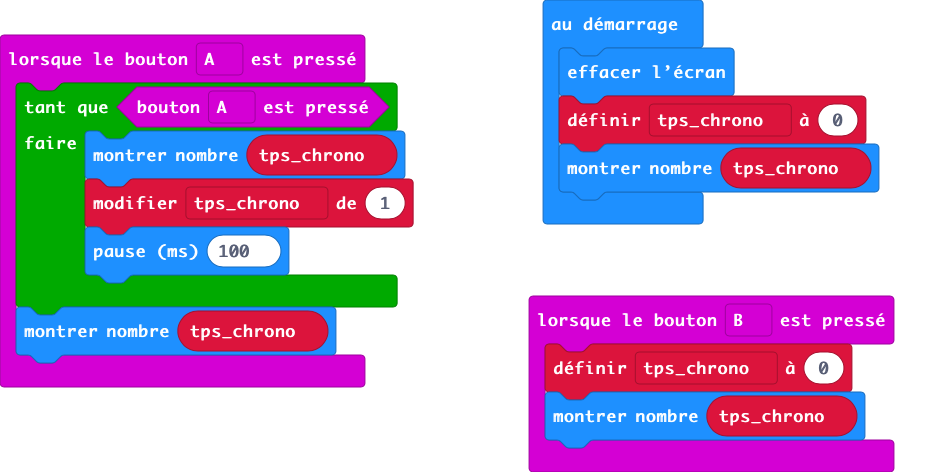 lorsque le bouton A est pressé
tant que bouton A est pressé
faire
montrer nombre tps_chrono
modifier tps_chrono de 1
pause (ms) 100
montrer nombre tps_chrono
au démarrage
effacer l’écran
définir tps_chrono à 0
montrer nombre tps_chrono
lorsque le bouton B est pressé
définir tps_chrono à 0
montrer nombre tps_chrono